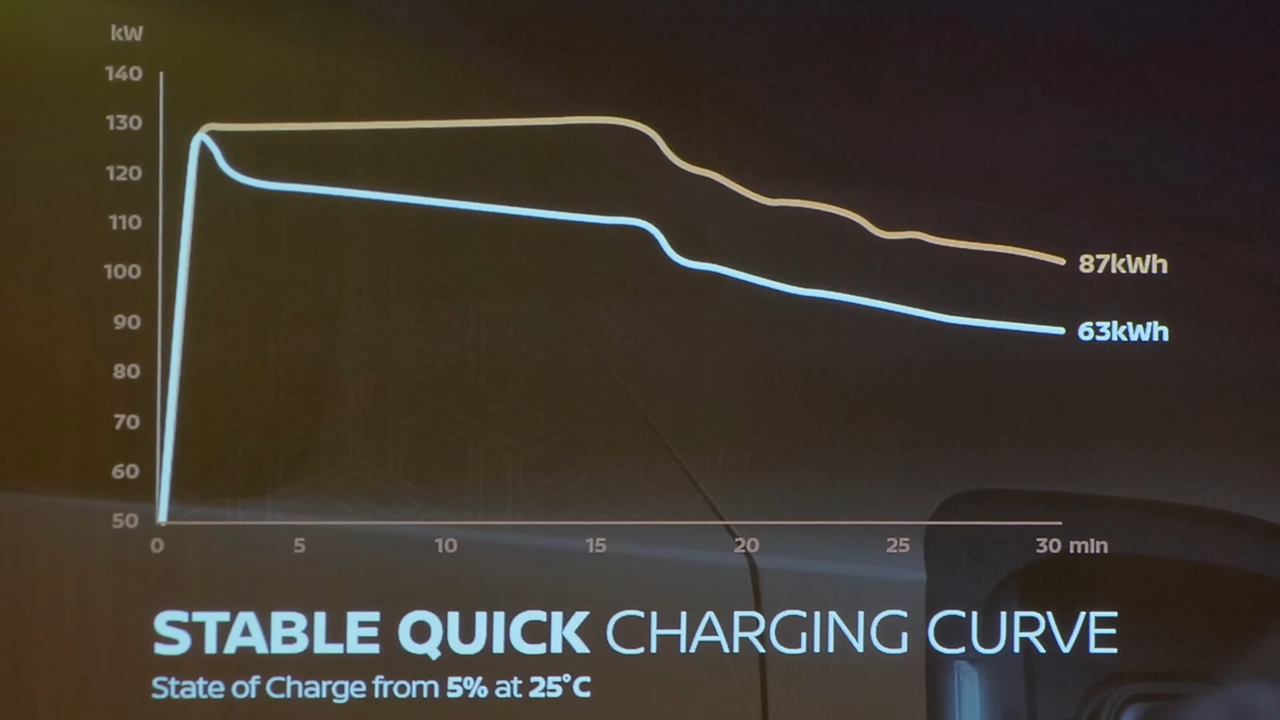 kW
140
130
120
110
100
90
80
70
60
50
87kWh
63kWh
0 5 10 15 20 25 30 min
STABLE QUICK CHARGING CURVE
State of Charge from 5% at 25°C